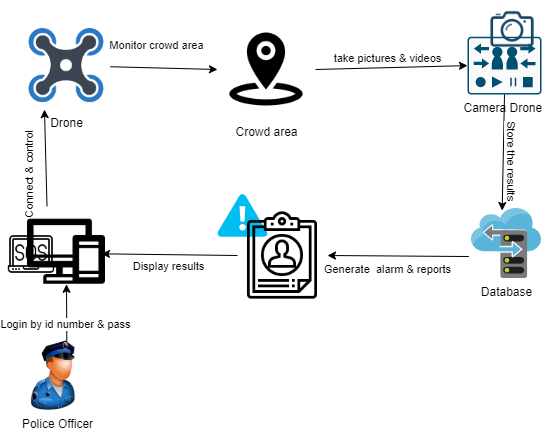 Monitor crowd area
take pictures & videos
Drone
Crowd area
Camera Drone
Connect & control
Store the results
SOS
Display results
Generate alarm & reports
Database
Login by id number & pass
Police Officer